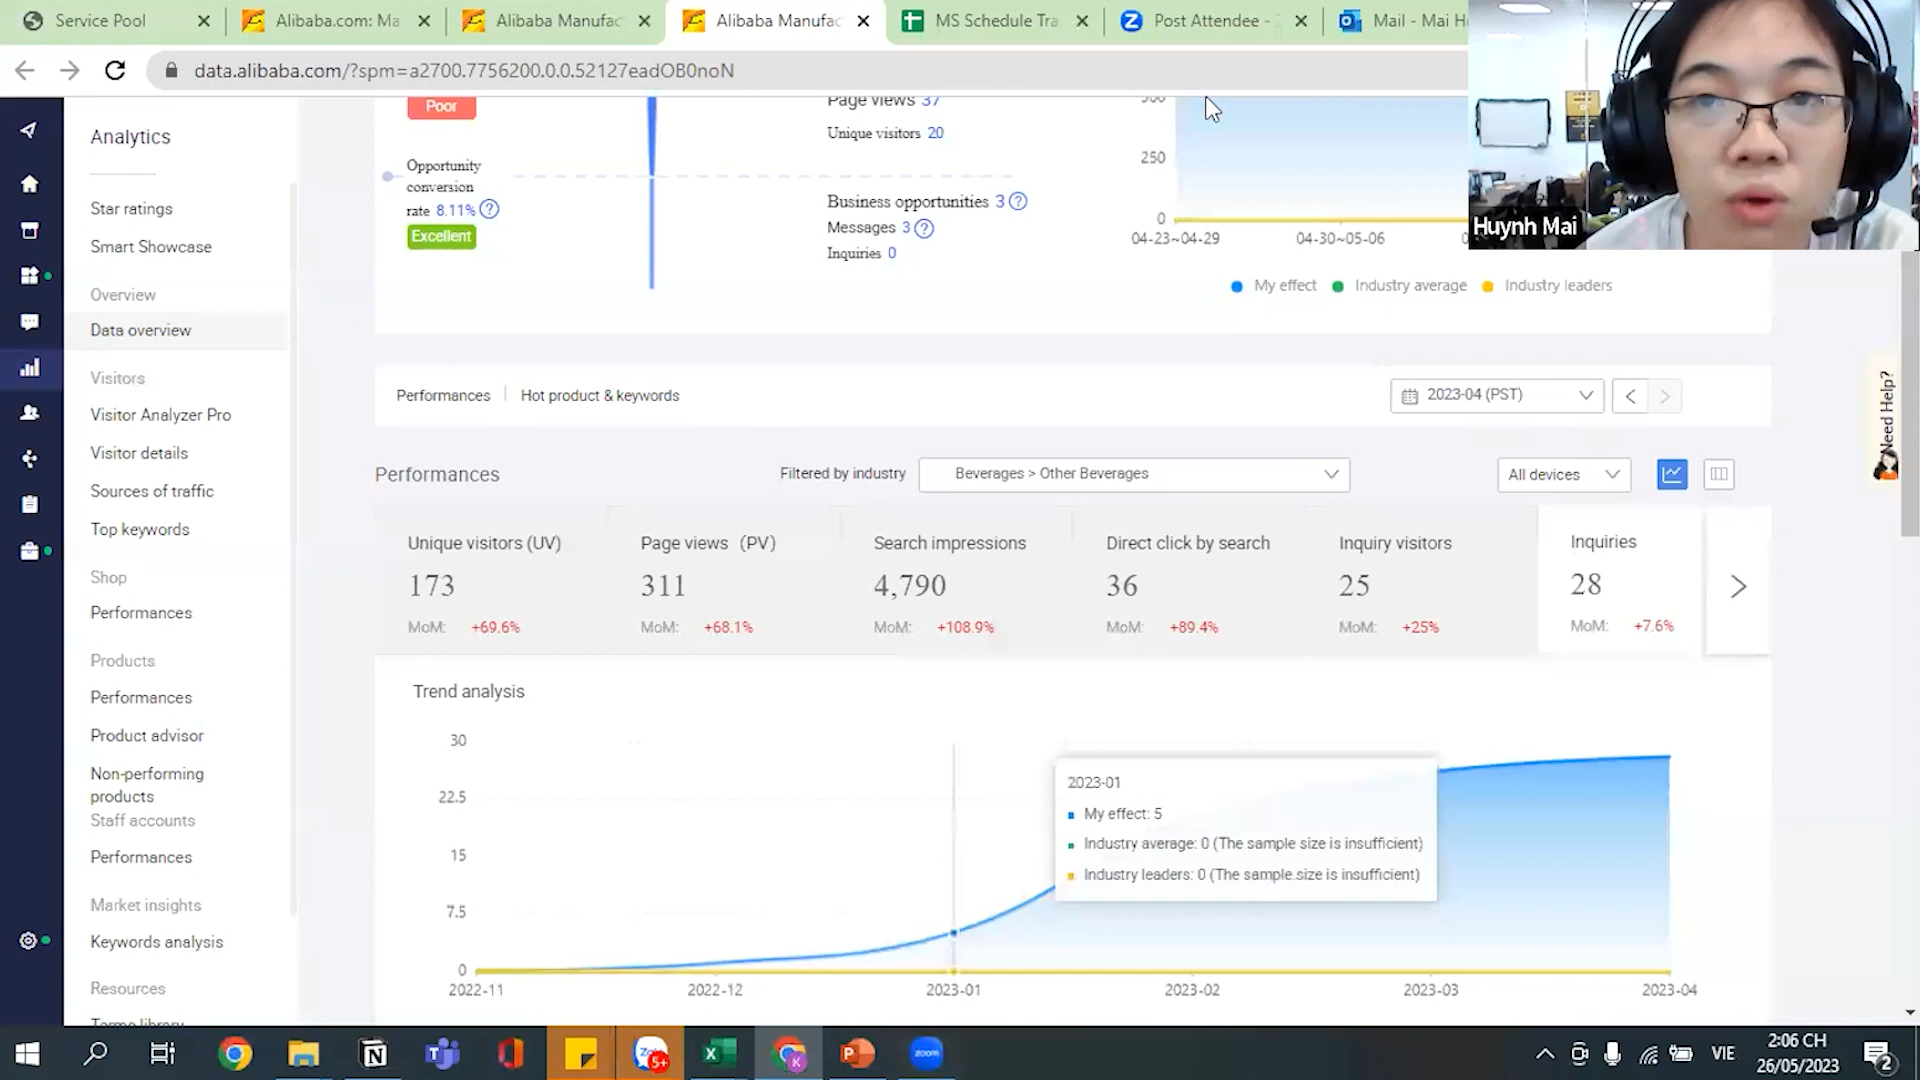 Service Pool
Alibaba.com: Ma
Alibaba Manufac
Alibaba Manufac
MS Schedule Tra
Post Attendee -
Mail - Mai H
data.alibaba.com/?spm=a2700.7756200.0.0.52127eadOB0noN
Analytics
Star ratings
Smart Showcase
Overview
Data overview
Visitors
Visitor Analyzer Pro
Visitor details
Sources of traffic
Top keywords
Shop
Performances
Products
Performances
Product advisor
Non-performing
products
Staff accounts
Performances
Market insights
Keywords analysis
Resources
Terms library
Poor
Opportunity
conversion
rate 8.11%
Excellent
Page views 37
Unique visitors 20
Business opportunities 3
Messages 3
Inquiries 0
250
0
04-23~04-29
04-30~05-06
My effect
Industry average
Industry leaders
Huynh Mai
Performances
Hot product & keywords
2023-04 (PST)
Need Help?
Performances
Filtered by industry
Beverages > Other Beverages
All devices
Unique visitors (UV)
173
MoM: +69.6%
Page views (PV)
311
MoM: +68.1%
Search impressions
4,790
MoM: +108.9%
Direct click by search
36
MoM: +89.4%
Inquiry visitors
25
MoM: +25%
Inquiries
28
MoM: +7.6%
Trend analysis
30
22.5
15
7.5
0
2022-11
2022-12
2023-01
2023-02
2023-03
2023-04
2023-01
My effect: 5
Industry average: 0 (The sample size is insufficient)
Industry leaders: 0 (The sample size is insufficient)
5+
zoom
VIE
2:06 CH
26/05/2023
2